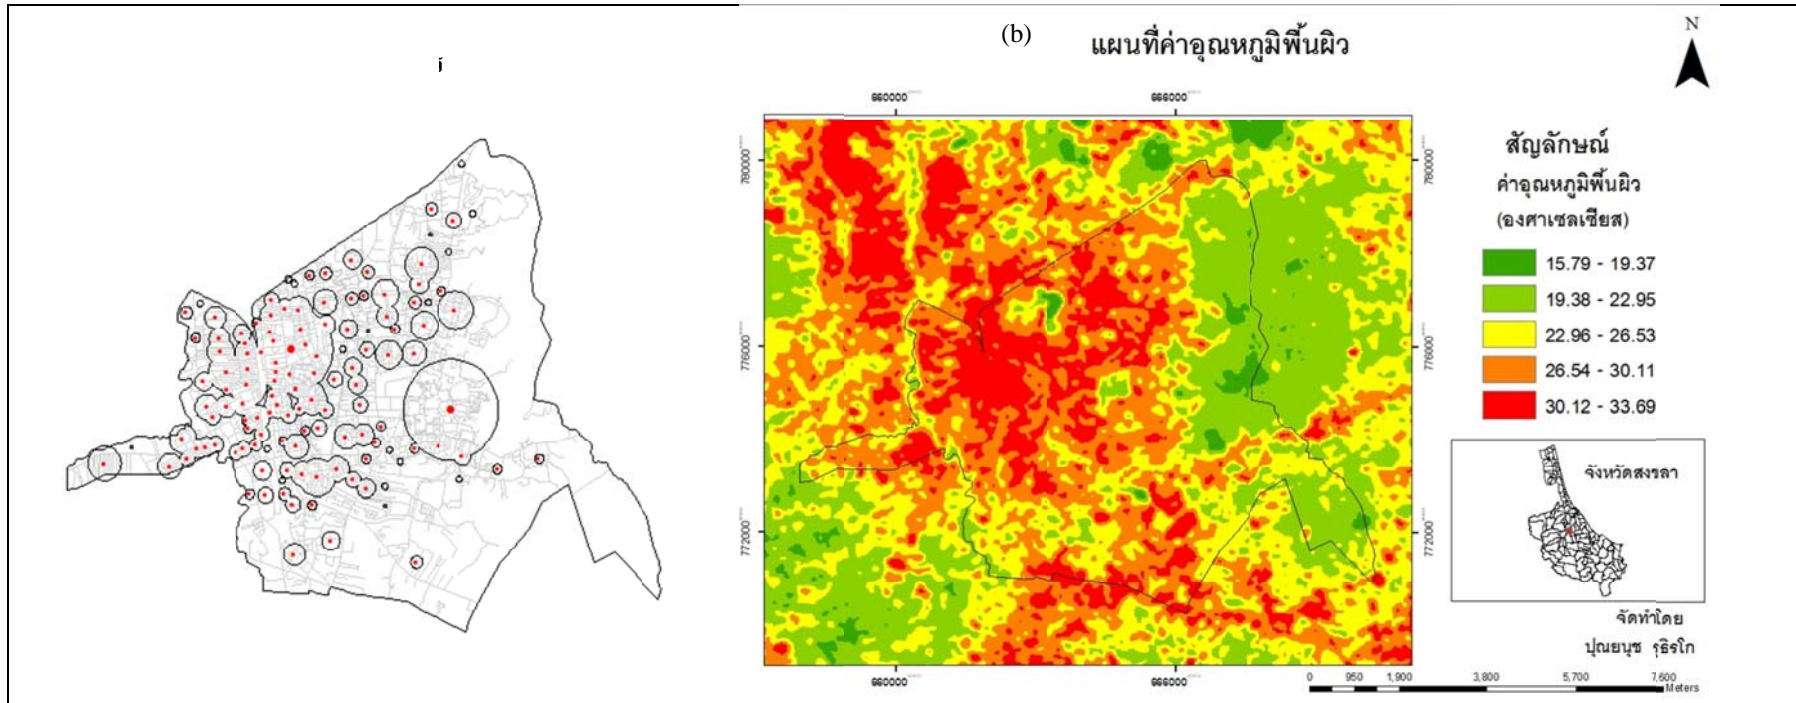 (b)
แผนที่ค่าอุณหภูมิพื้นผิว
N
660000
666000
780000
780000
776000
776000
772000
772000
660000
666000
สัญลักษณ์
ค่าอุณหภูมิพื้นผิว
(องศาเซลเซียส)
15.79 - 19.37
19.38 - 22.95
22.96 - 26.53
26.54 - 30.11
30.12 - 33.69
จังหวัดสงขลา
จัดทำโดย
ปุณยนุช รุธิรโก
0 950 1,900 3,800 5,700 7,600
Meters